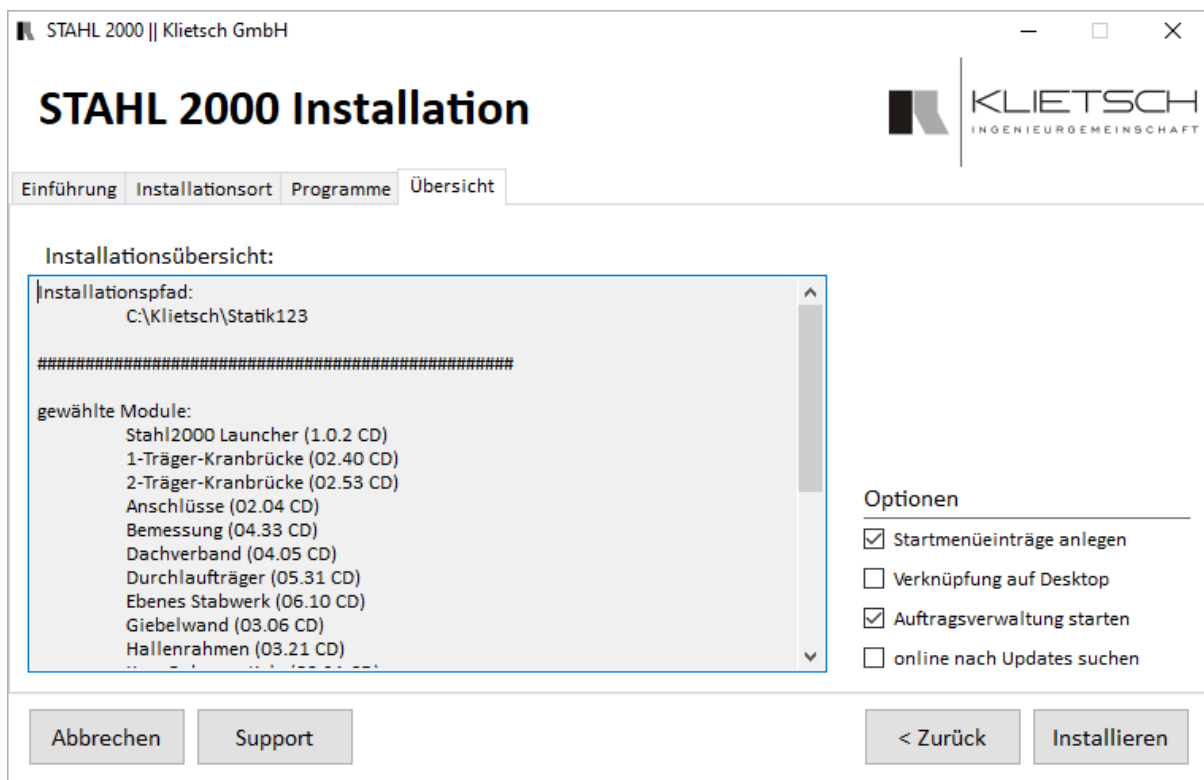 STAHL 2000 || Klietsch GmbH
STAHL 2000 Installation
KLIETSCH
INGENIEURGEMEINSCHAFT
Einführung Installationsort Programme Übersicht
Installationsübersicht:
Installationspfad:
C:\Klietsch\Statik123
##################################################
gewählte Module:
Stahl2000 Launcher (1.0.2 CD)
1-Träger-Kranbrücke (02.40 CD)
2-Träger-Kranbrücke (02.53 CD)
Anschlüsse (02.04 CD)
Bemessung (04.33 CD)
Dachverband (04.05 CD)
Durchlaufträger (05.31 CD)
Ebenes Stabwerk (06.10 CD)
Giebelwand (03.06 CD)
Hallenrahmen (03.21 CD)
Optionen
Startmenüeinträge anlegen
Verknüpfung auf Desktop
Auftragsverwaltung starten
online nach Updates suchen
Abbrechen Support < Zurück Installieren